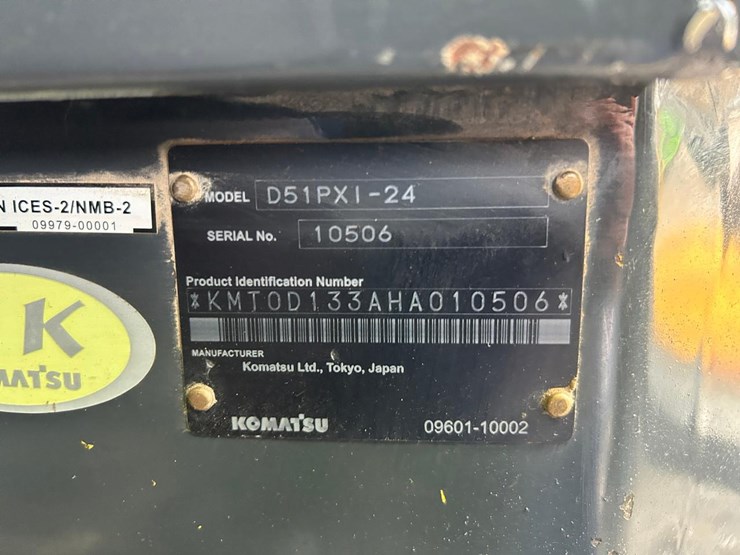 N ICES-2/NMB-2
09979-00001
K
MATSU
MODEL D51PXI-24
SERIAL No. 10506
Product Identification Number
*KMT0D133AHA010506*
MANUFACTURER
Komatsu Ltd., Tokyo, Japan
KOMATSU 09601-10002